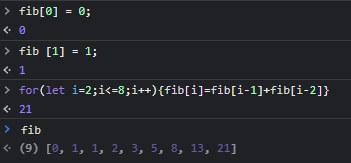 > fib[0] = 0;
<· 0
> fib [1] = 1;
<· 1
> for(let i=2;i<=8;i++){fib[i]=fib[i-1]+fib[i-2]}
<· 21
> fib
<· (9) [0, 1, 1, 2, 3, 5, 8, 13, 21]